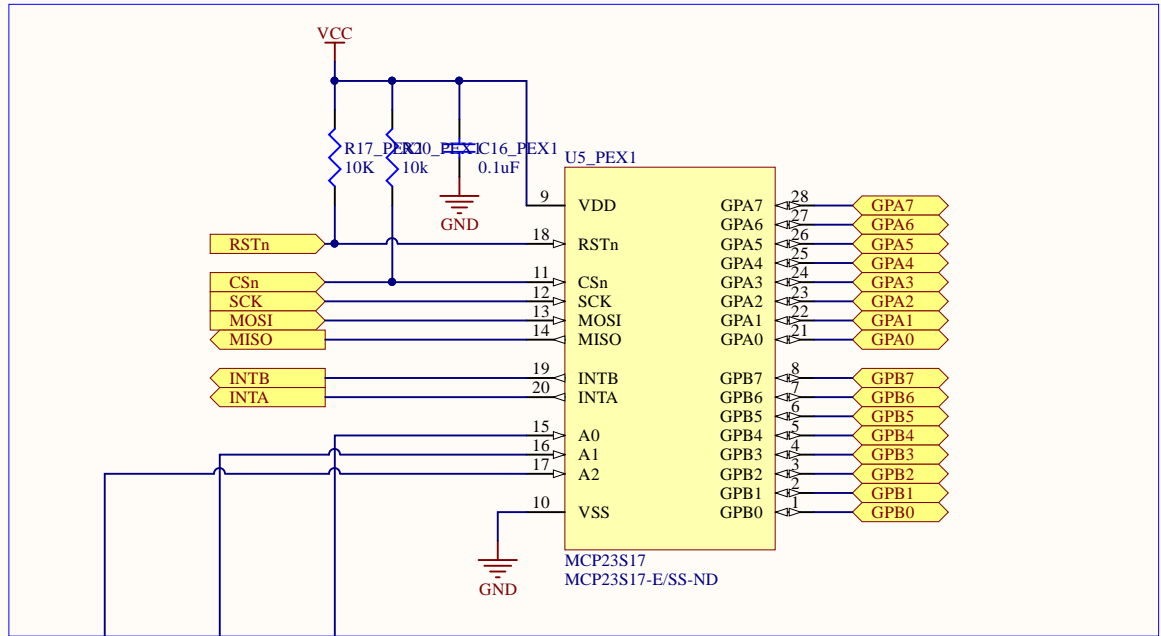 VCC
R17_PEX1 R20_PEX1 C16_PEX1
10K 10k 0.1uF
GND
U5_PEX1
9 VDD GPA7 28 GPA7
GPA6 27 GPA6
RSTn 18 RSTn GPA5 26 GPA5
GPA4 25 GPA4
CSn 11 CSn GPA3 24 GPA3
SCK 12 SCK GPA2 23 GPA2
MOSI 13 MOSI GPA1 22 GPA1
MISO 14 MISO GPA0 21 GPA0
INTB 19 INTB GPB7 8 GPB7
INTA 20 INTA GPB6 7 GPB6
GPB5 6 GPB5
15 A0 GPB4 5 GPB4
16 A1 GPB3 4 GPB3
17 A2 GPB2 3 GPB2
GPB1 2 GPB1
10 VSS GPB0 1 GPB0
GND
MCP23S17
MCP23S17-E/SS-ND